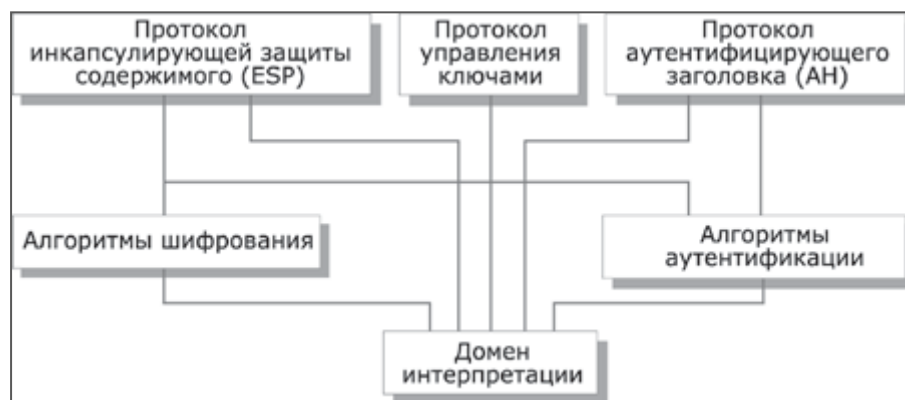 Протокол
инкапсулирующей защиты
содержимого (ESP)
Протокол
управления
ключами
Протокол
аутентифицирующего
заголовка (AH)
Алгоритмы шифрования
Алгоритмы
аутентификации
Домен
интерпретации